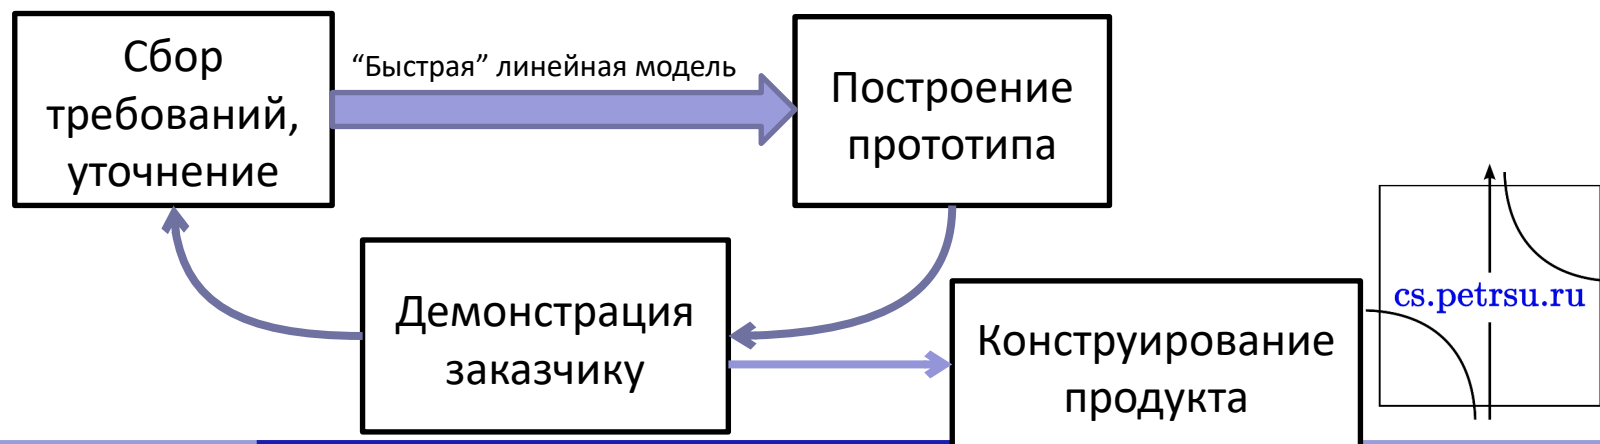 Сбор
требований,
уточнение
“Быстрая” линейная модель
Построение
прототипа
Демонстрация
заказчику
Конструирование
продукта
cs.petrsu.ru